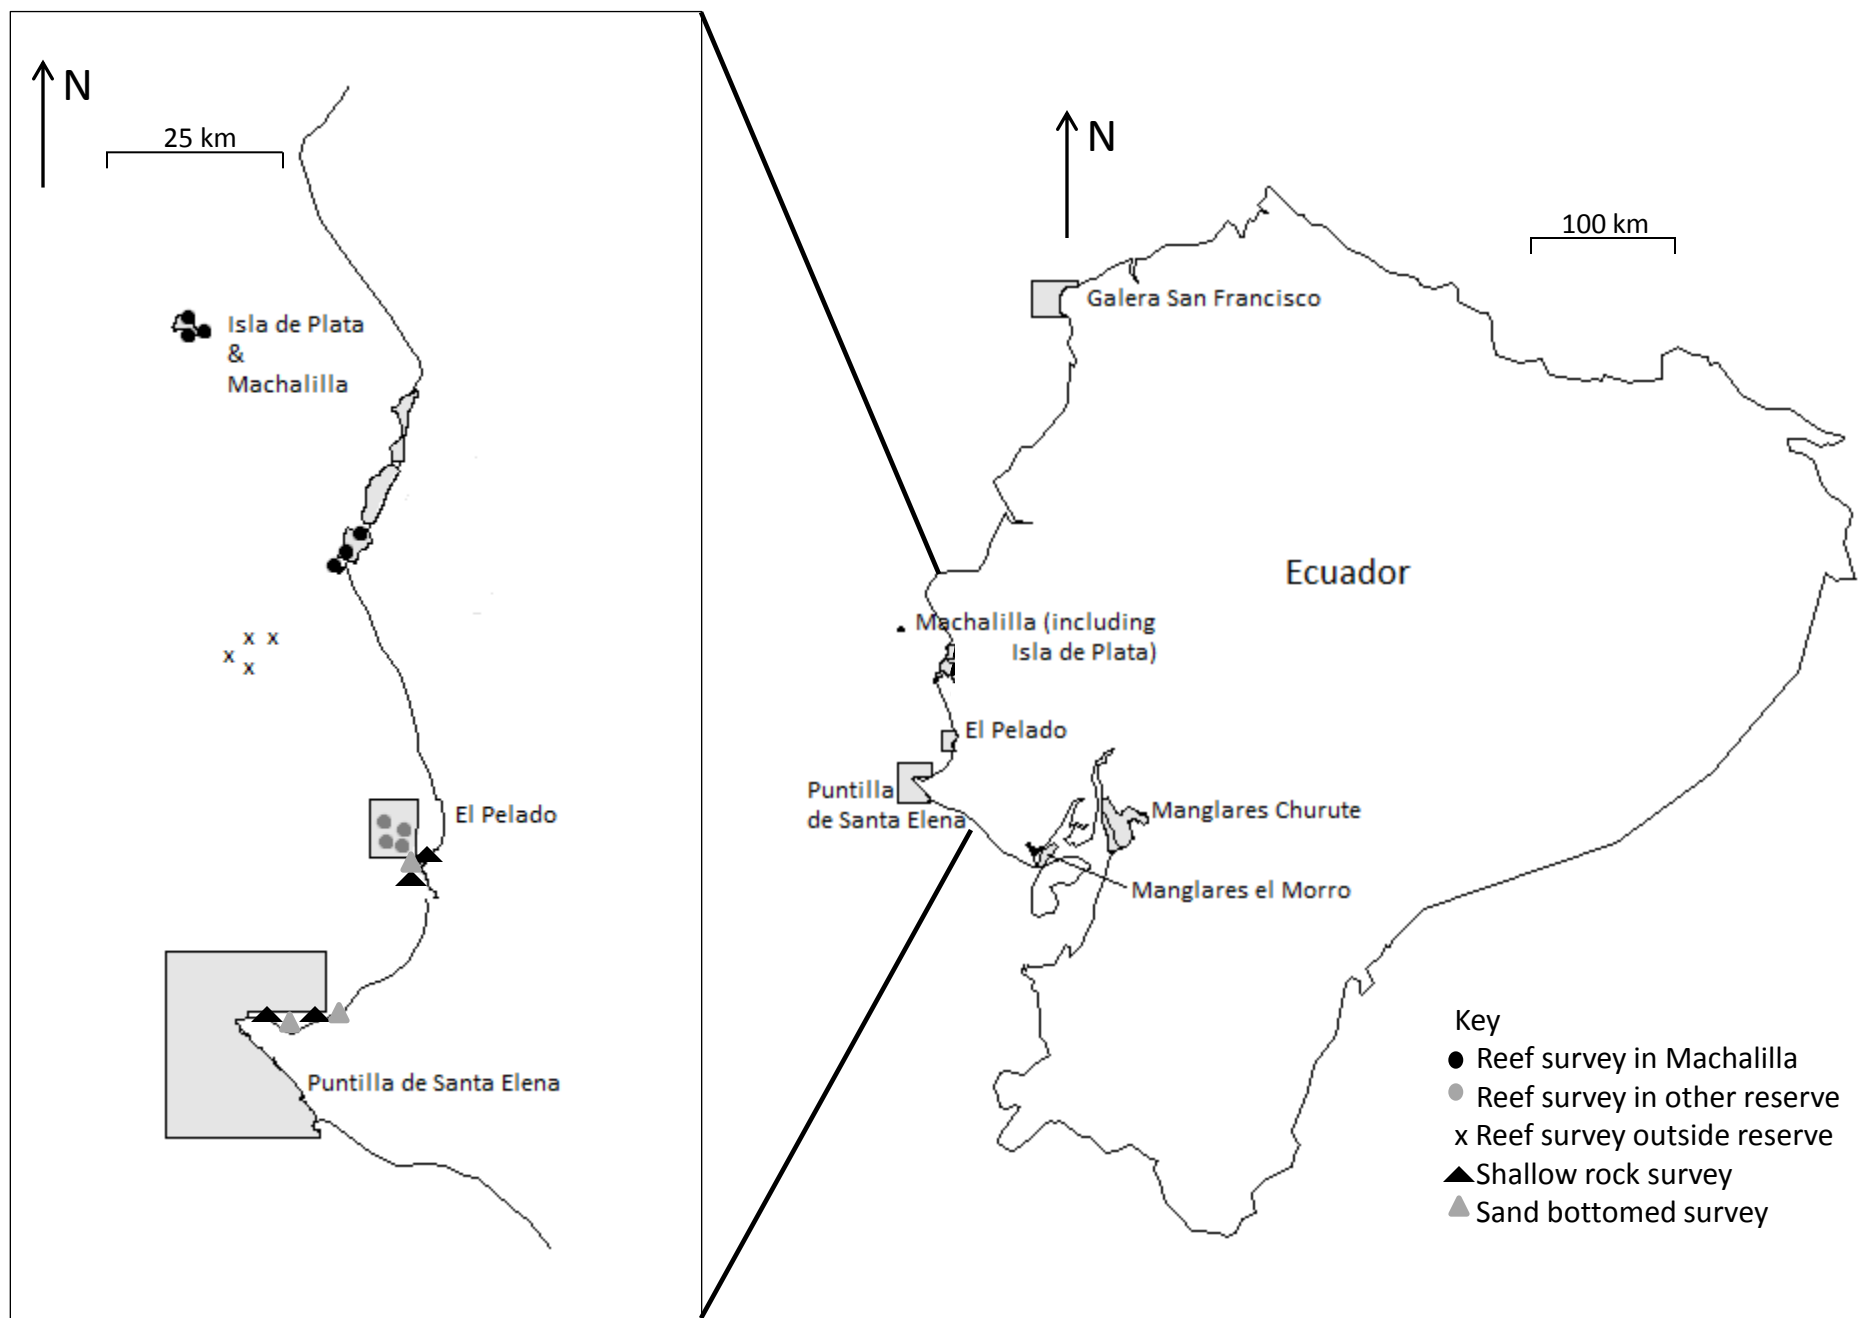 N
25 km
Isla de Plata
&
Machalilla
x x
x
x
El Pelado
Puntilla de Santa Elena
N
100 km
Galera San Francisco
Ecuador
Machalilla (including
Isla de Plata)
El Pelado
Puntilla
de Santa Elena
Manglares Churute
Manglares el Morro
Key
Reef survey in Machalilla
Reef survey in other reserve
x Reef survey outside reserve
Shallow rock survey
Sand bottomed survey